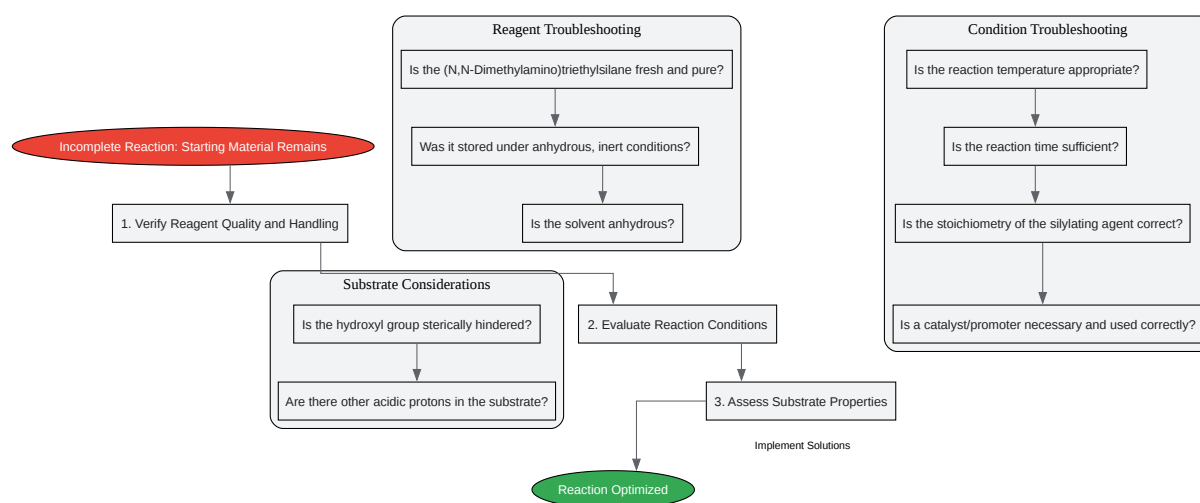 Reagent Troubleshooting
Is the (N,N-Dimethylamino)triethylsilane fresh and pure?
Was it stored under anhydrous, inert conditions?
Is the solvent anhydrous?
Condition Troubleshooting
Is the reaction temperature appropriate?
Is the reaction time sufficient?
Is the stoichiometry of the silylating agent correct?
Is a catalyst/promoter necessary and used correctly?
Incomplete Reaction: Starting Material Remains
1. Verify Reagent Quality and Handling
Substrate Considerations
Is the hydroxyl group sterically hindered?
Are there other acidic protons in the substrate?
2. Evaluate Reaction Conditions
3. Assess Substrate Properties
Implement Solutions
Reaction Optimized